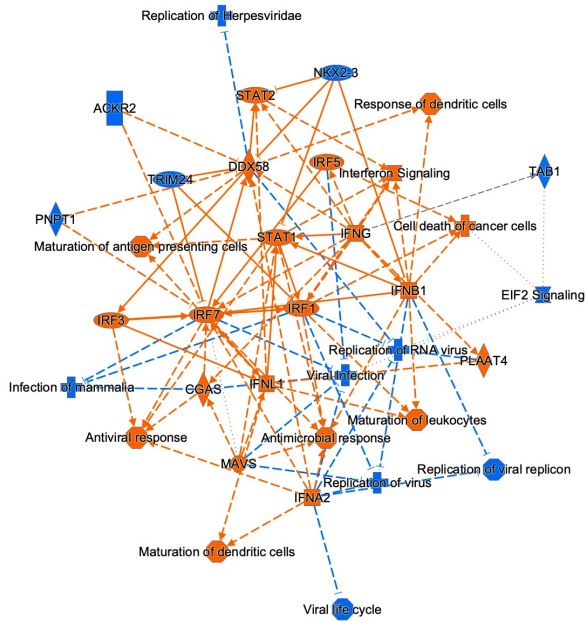 Replication of Herpesviridae
NKX2-3
STAT2
Response of dendritic cells
ACKR2
DDX58
IRF5
Interferon Signaling
TAB1
TRIM24
PNPT1
Cell death of cancer cells
Maturation of antigen presenting cells
STAT1
IFNG
IFNB1
EIF2 Signaling
IRF3
IRF7
IRF1
Replication of RNA virus
PLAAT4
Infection of mammalia
CGAS
IFNL1
Viral Infection
Maturation of leukocytes
Antiviral response
Antimicrobial response
MAVS
Replication of viral replicon
Replication of virus
IFNA2
Maturation of dendritic cells
Viral life cycle